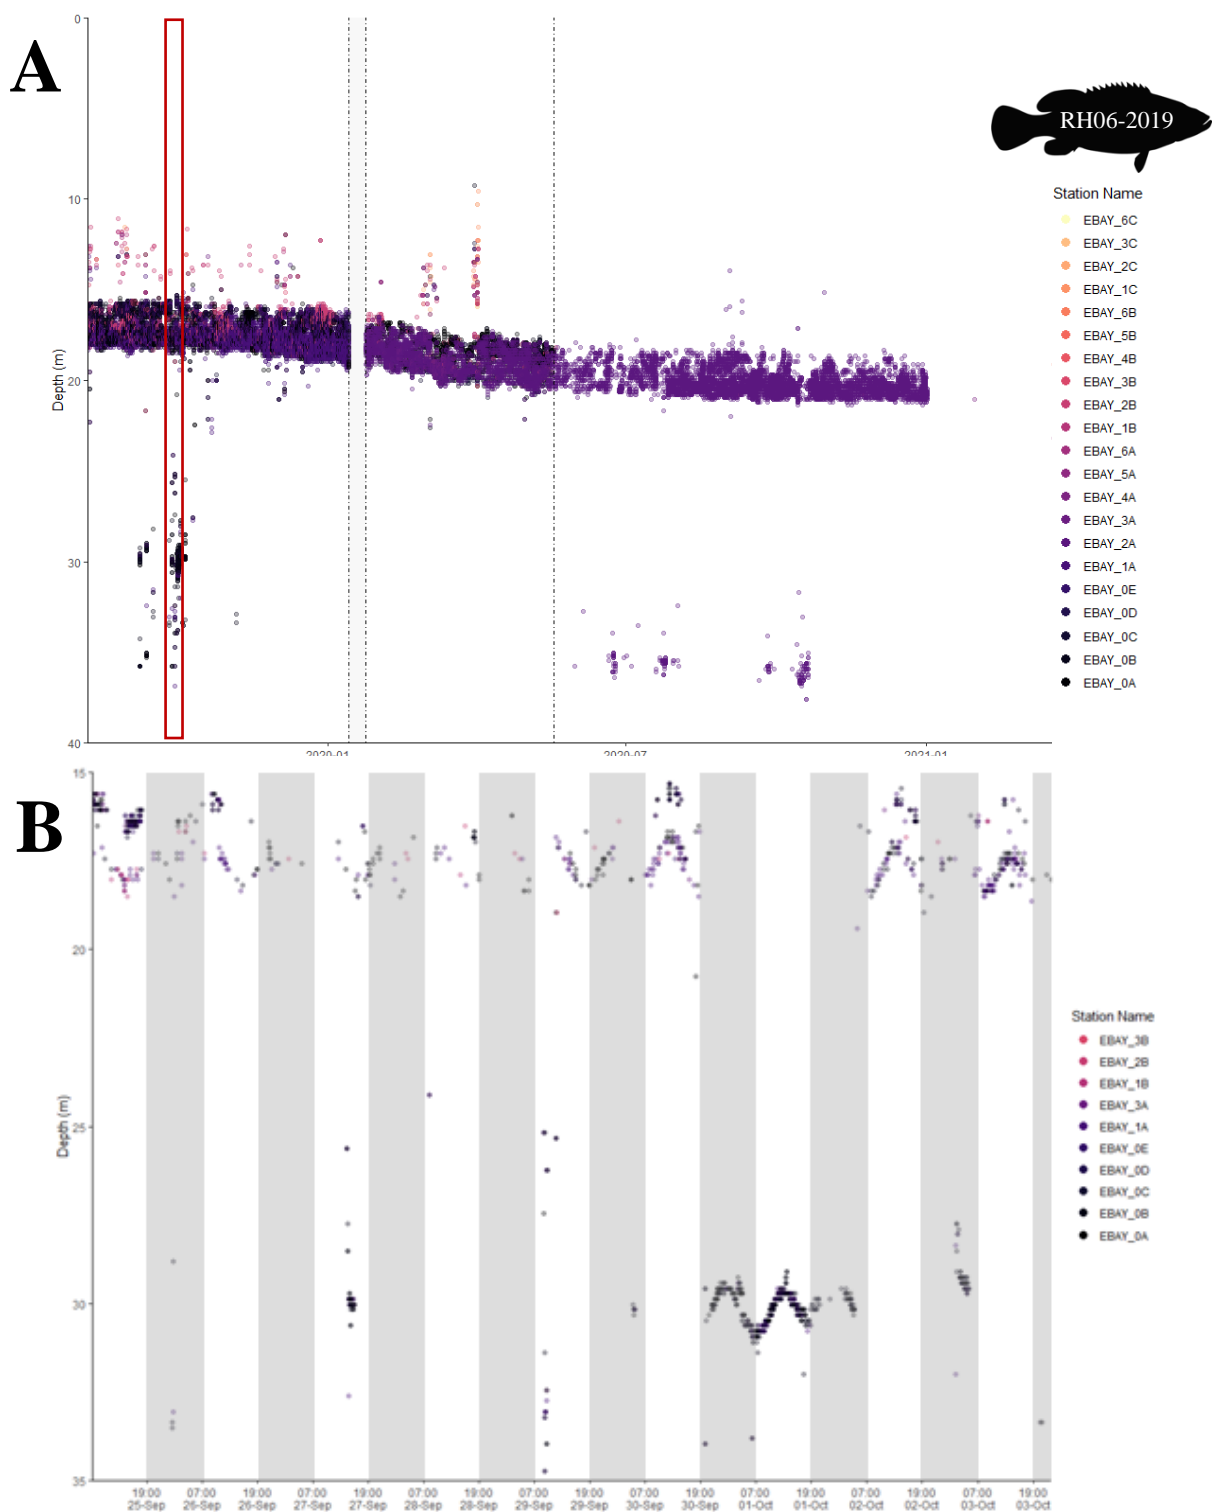 A
0
10
20
30
40
Depth (m)
2020-01
2020-07
2021-01
RH06-2019
Station Name
EBAY_6C
EBAY_3C
EBAY_2C
EBAY_1C
EBAY_6B
EBAY_5B
EBAY_4B
EBAY_3B
EBAY_2B
EBAY_1B
EBAY_6A
EBAY_5A
EBAY_4A
EBAY_3A
EBAY_2A
EBAY_1A
EBAY_0E
EBAY_0D
EBAY_0C
EBAY_0B
EBAY_0A
B
15
20
25
30
35
Depth (m)
19:00 07:00 19:00 07:00 19:00 07:00 19:00 07:00 19:00 07:00 19:00 07:00 19:00 07:00 19:00 07:00 19:00
25-Sep 26-Sep 26-Sep 27-Sep 27-Sep 28-Sep 28-Sep 29-Sep 29-Sep 30-Sep 30-Sep 01-Oct 01-Oct 02-Oct 02-Oct 03-Oct 03-Oct
Station Name
EBAY_3B
EBAY_2B
EBAY_1B
EBAY_3A
EBAY_1A
EBAY_0E
EBAY_0D
EBAY_0C
EBAY_0B
EBAY_0A